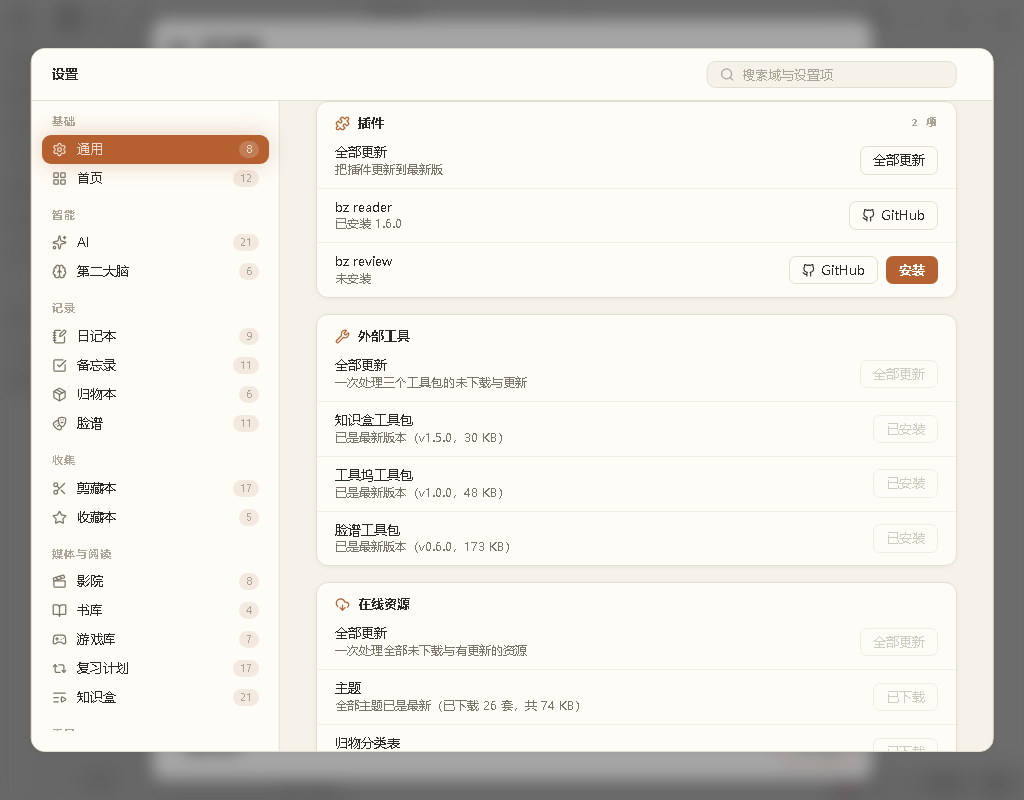 设置
搜索域与设置项
基础
通用 8
首页 12
智能
AI 21
第二大脑 6
记录
日记本 9
备忘录 11
归物本 6
脸谱 11
收集
剪藏本 17
收藏本 5
媒体与阅读
影院 8
书库 4
游戏库 7
复习计划 17
知识盒 21
插件 2 项
全部更新
把插件更新到最新版
全部更新
bz reader
已安装 1.6.0
GitHub
bz review
未安装
GitHub
安装
外部工具
全部更新
一次处理三个工具包的未下载与更新
全部更新
知识盒工具包
已是最新版本（v1.5.0，30 KB）
已安装
工具坞工具包
已是最新版本（v1.0.0，48 KB）
已安装
脸谱工具包
已是最新版本（v0.6.0，173 KB）
已安装
在线资源
全部更新
一次处理全部未下载与有更新的资源
全部更新
主题
全部主题已是最新（已下载 26 套，共 74 KB）
已下载
归物分类表
已下载